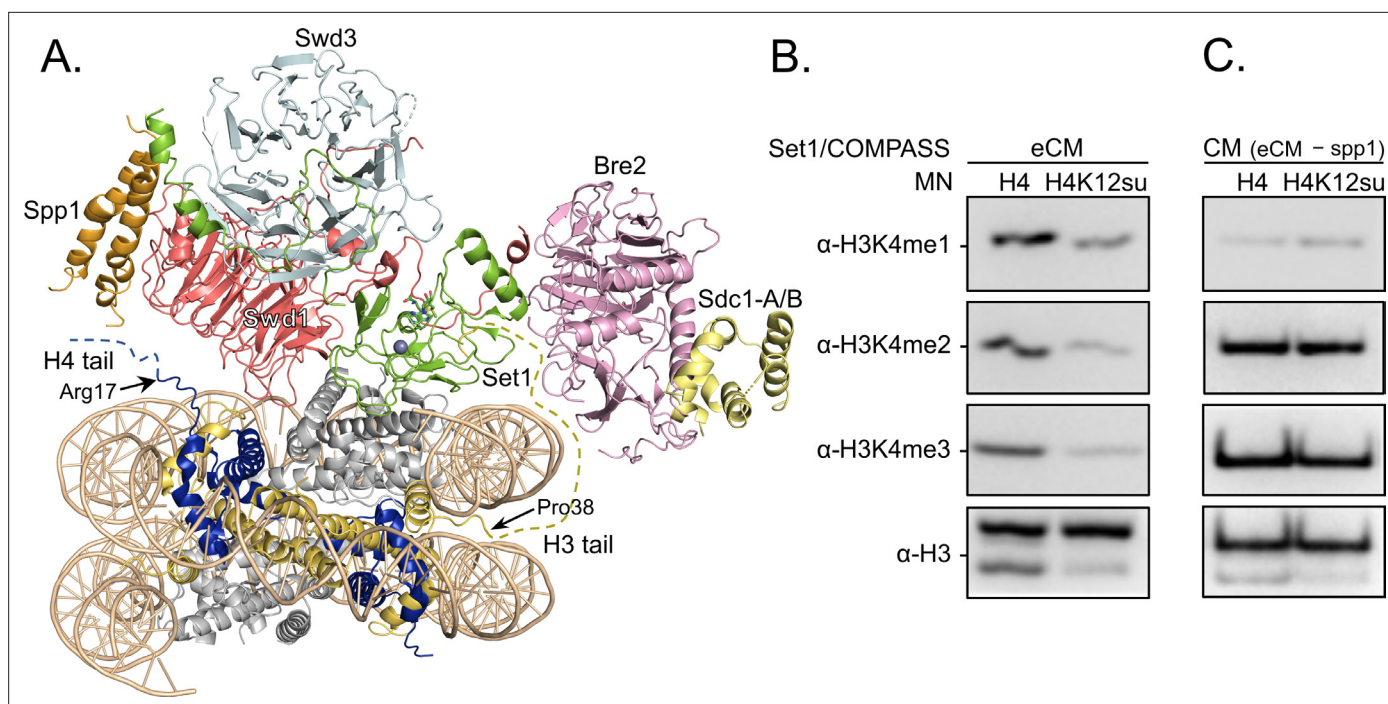 A.
Swd3
Spp1
Swd1
Bre2
Sdc1-A/B
Set1
H4 tail
Arg17
Pro38
H3 tail
B.
C.
Set1/COMPASS eCM CM (eCM – spp1)
MN H4 H4K12su H4 H4K12su
α-H3K4me1
α-H3K4me2
α-H3K4me3
α-H3